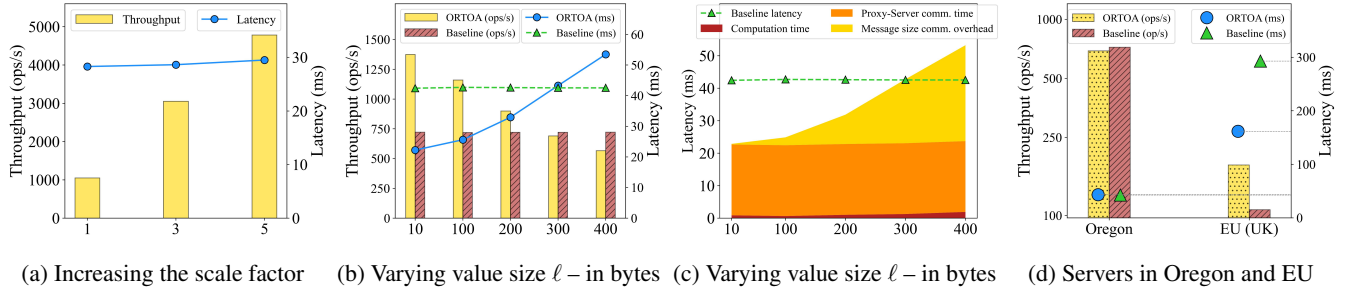 Throughput
Latency
Throughput (ops/s)
5000
4000
3000
2000
1000
0
30
20
10
0
Latency (ms)
1 3 5
(a) Increasing the scale factor
ORTOA (ops/s)
Baseline (ops/s)
ORTOA (ms)
Baseline (ms)
Throughput (ops/s)
1500
1250
1000
750
500
250
0
60
50
40
30
20
10
0
Latency (ms)
10 100 200 300 400
(b) Varying value size ℓ – in bytes
Baseline latency
Computation time
Proxy-Server comm. time
Message size comm. overhead
Latency (ms)
50
40
30
20
10
0
10 100 200 300 400
(c) Varying value size ℓ – in bytes
ORTOA (ops/s)
Baseline (ops/s)
ORTOA (ms)
Baseline (ms)
Throughput (ops/s)
1000
500
250
100
300
200
100
0
Latency (ms)
Oregon EU (UK)
(d) Servers in Oregon and EU